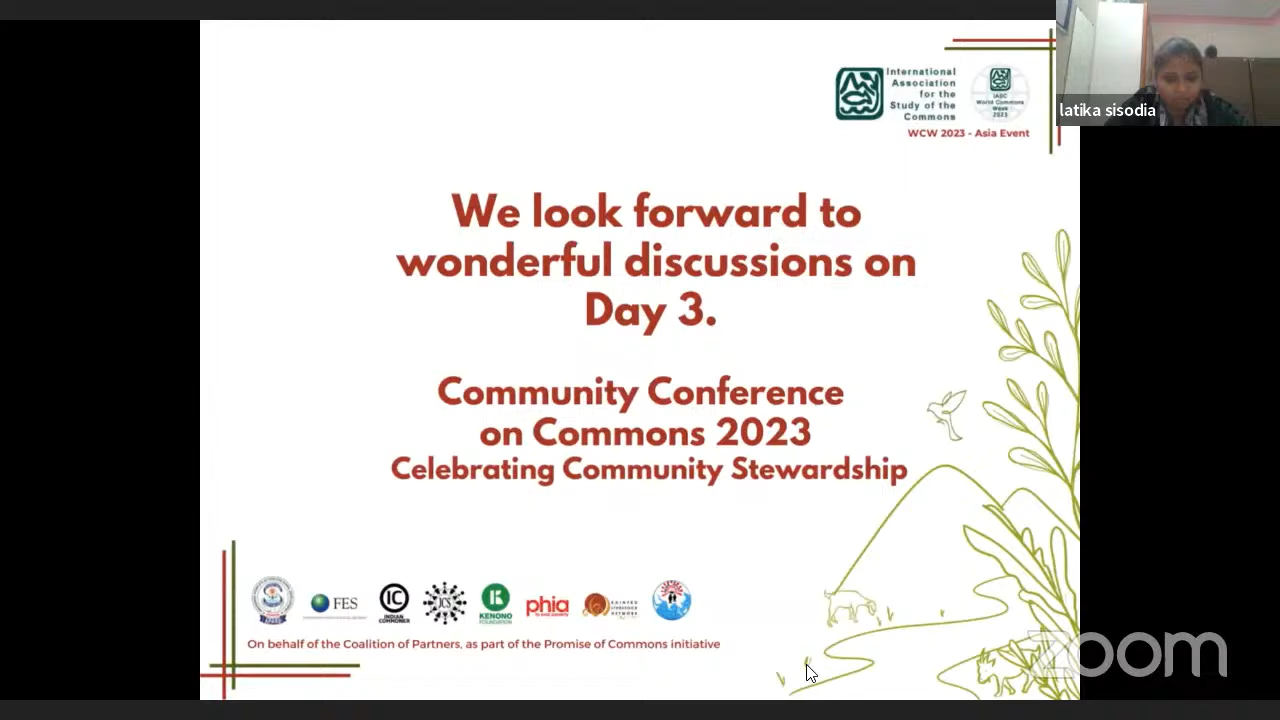 International
Association
for the
Study of the
Commons
IASC
World Commons
Week
2023
WCW 2023 - Asia Event
latika sisodia
We look forward to
wonderful discussions on
Day 3.
Community Conference
on Commons 2023
Celebrating Community Stewardship
FES
IC
INDIAN
COMMONER
JCS
K
KENONO
FOUNDATION
phia
On behalf of the Coalition of Partners, as part of the Promise of Commons initiative
zoom